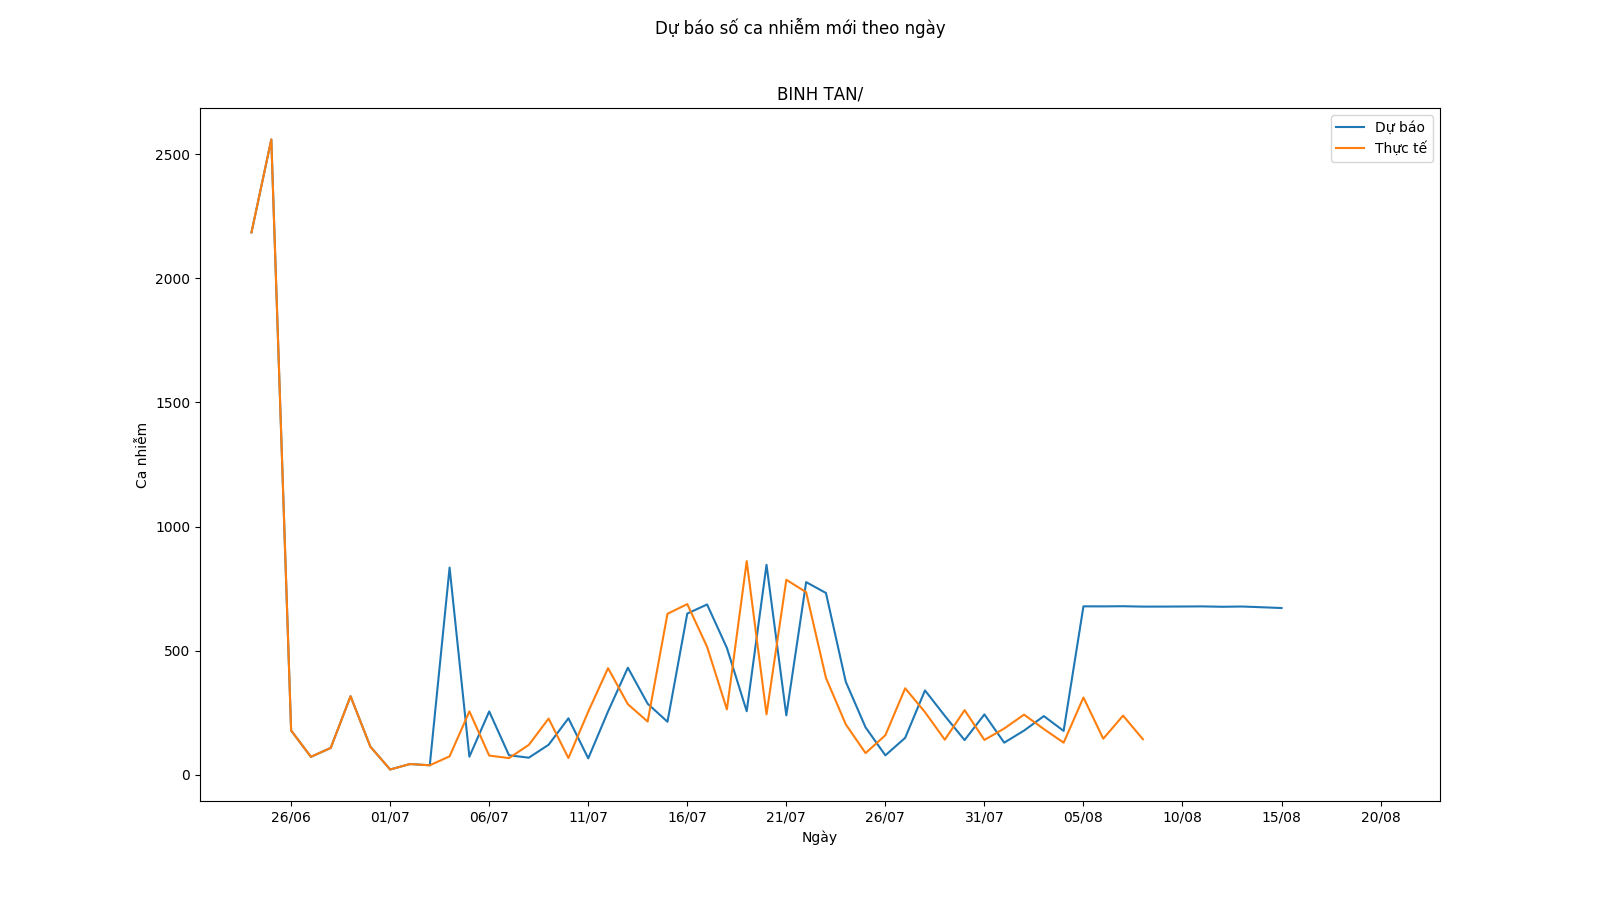 Dự báo số ca nhiễm mới theo ngày
BINH TAN/
Dự báo
Thực tế
2500
2000
1500
1000
500
0
Ca nhiễm
26/06 01/07 06/07 11/07 16/07 21/07 26/07 31/07 05/08 10/08 15/08 20/08
Ngày